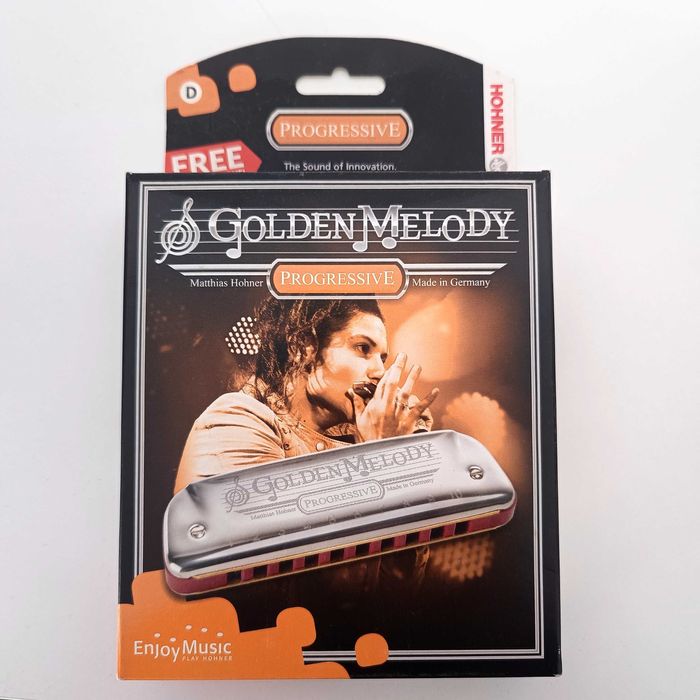 D
PROGRESSIVE
HOHNER
FREE
The Sound of Innovation.
GOLDEN MELODY
Matthias Hohner PROGRESSIVE Made in Germany
GOLDEN MELODY
Matthias Hohner PROGRESSIVE Made in Germany
10
Enjoy Music
PLAY HOHNER